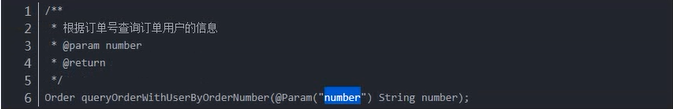 1 /**
2 * 根据订单号查询订单用户的信息
3 * @param number
4 * @return
5 */
6 Order queryOrderWithUserByOrderNumber(@Param("number") String number);